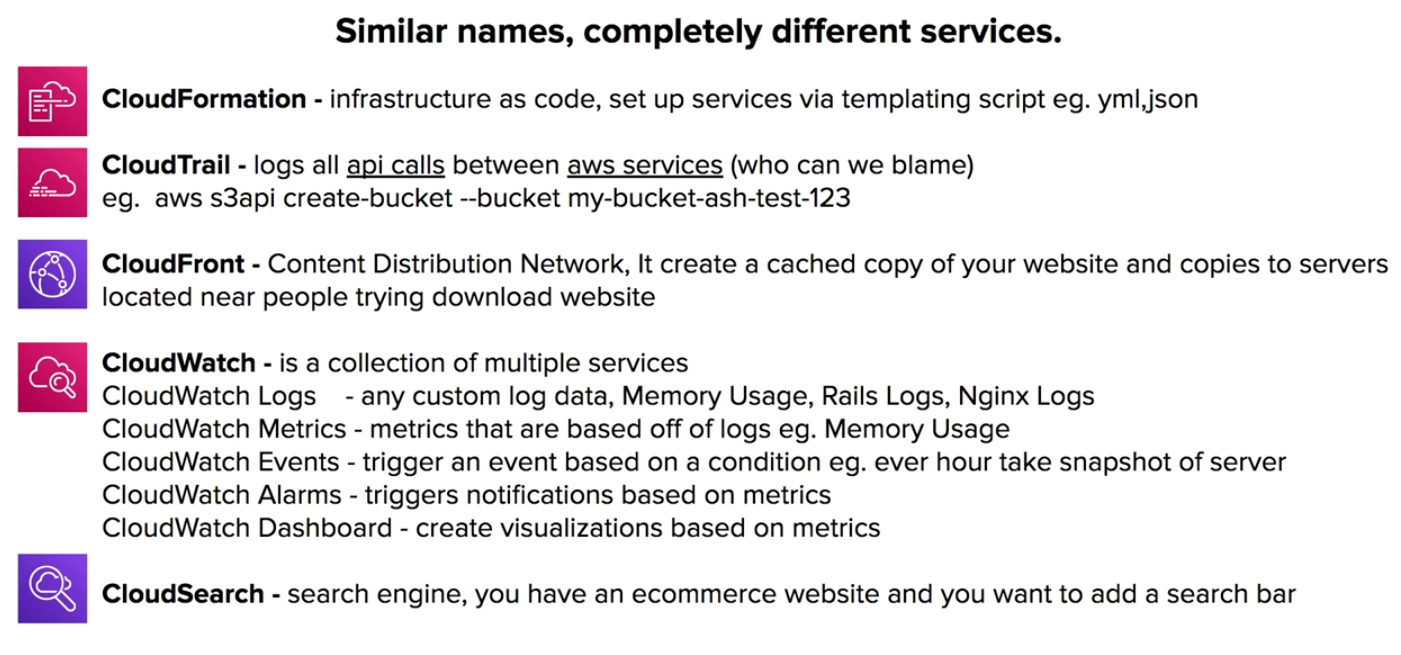 Similar names, completely different services.
CloudFormation - infrastructure as code, set up services via templating script eg. yml,json
CloudTrail - logs all api calls between aws services (who can we blame)
eg.  aws s3api create-bucket --bucket my-bucket-ash-test-123
CloudFront - Content Distribution Network, It create a cached copy of your website and copies to servers
located near people trying download website
CloudWatch - is a collection of multiple services
CloudWatch Logs    - any custom log data, Memory Usage, Rails Logs, Nginx Logs
CloudWatch Metrics - metrics that are based off of logs eg. Memory Usage
CloudWatch Events - trigger an event based on a condition eg. ever hour take snapshot of server
CloudWatch Alarms - triggers notifications based on metrics
CloudWatch Dashboard - create visualizations based on metrics
CloudSearch - search engine, you have an ecommerce website and you want to add a search bar